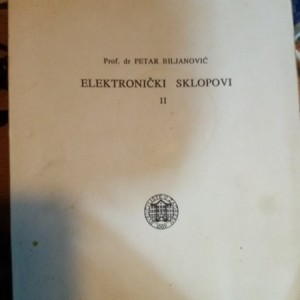 Prof. dr PETAR BILJANOVIĆ
ELEKTRONIČKI SKLOPOVI
II